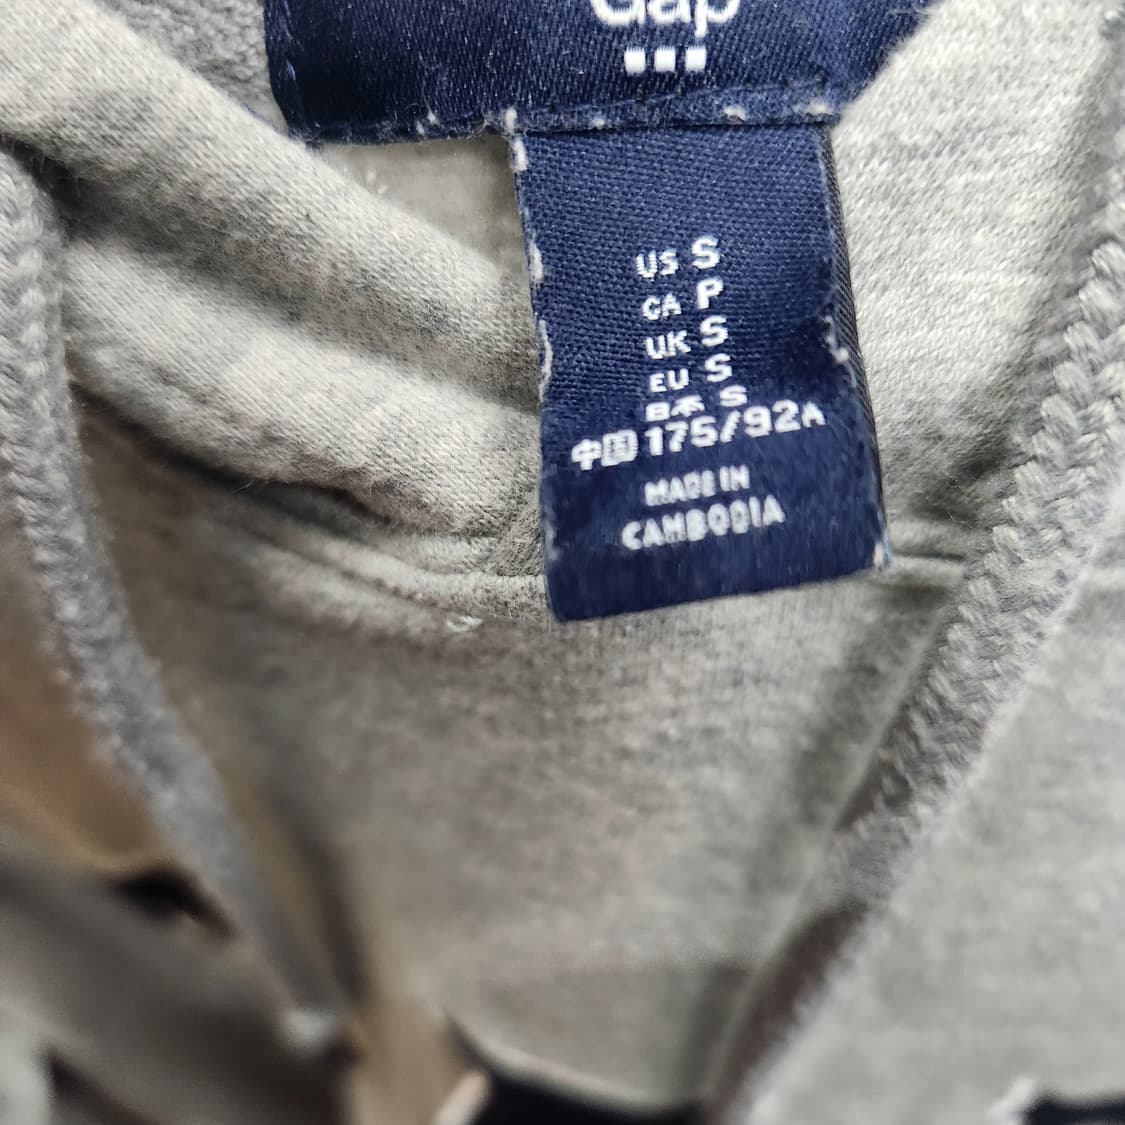 Gap
US S
CA P
UK S
EU S
日本 S
中国 175/92A
MADE IN
CAMBODIA